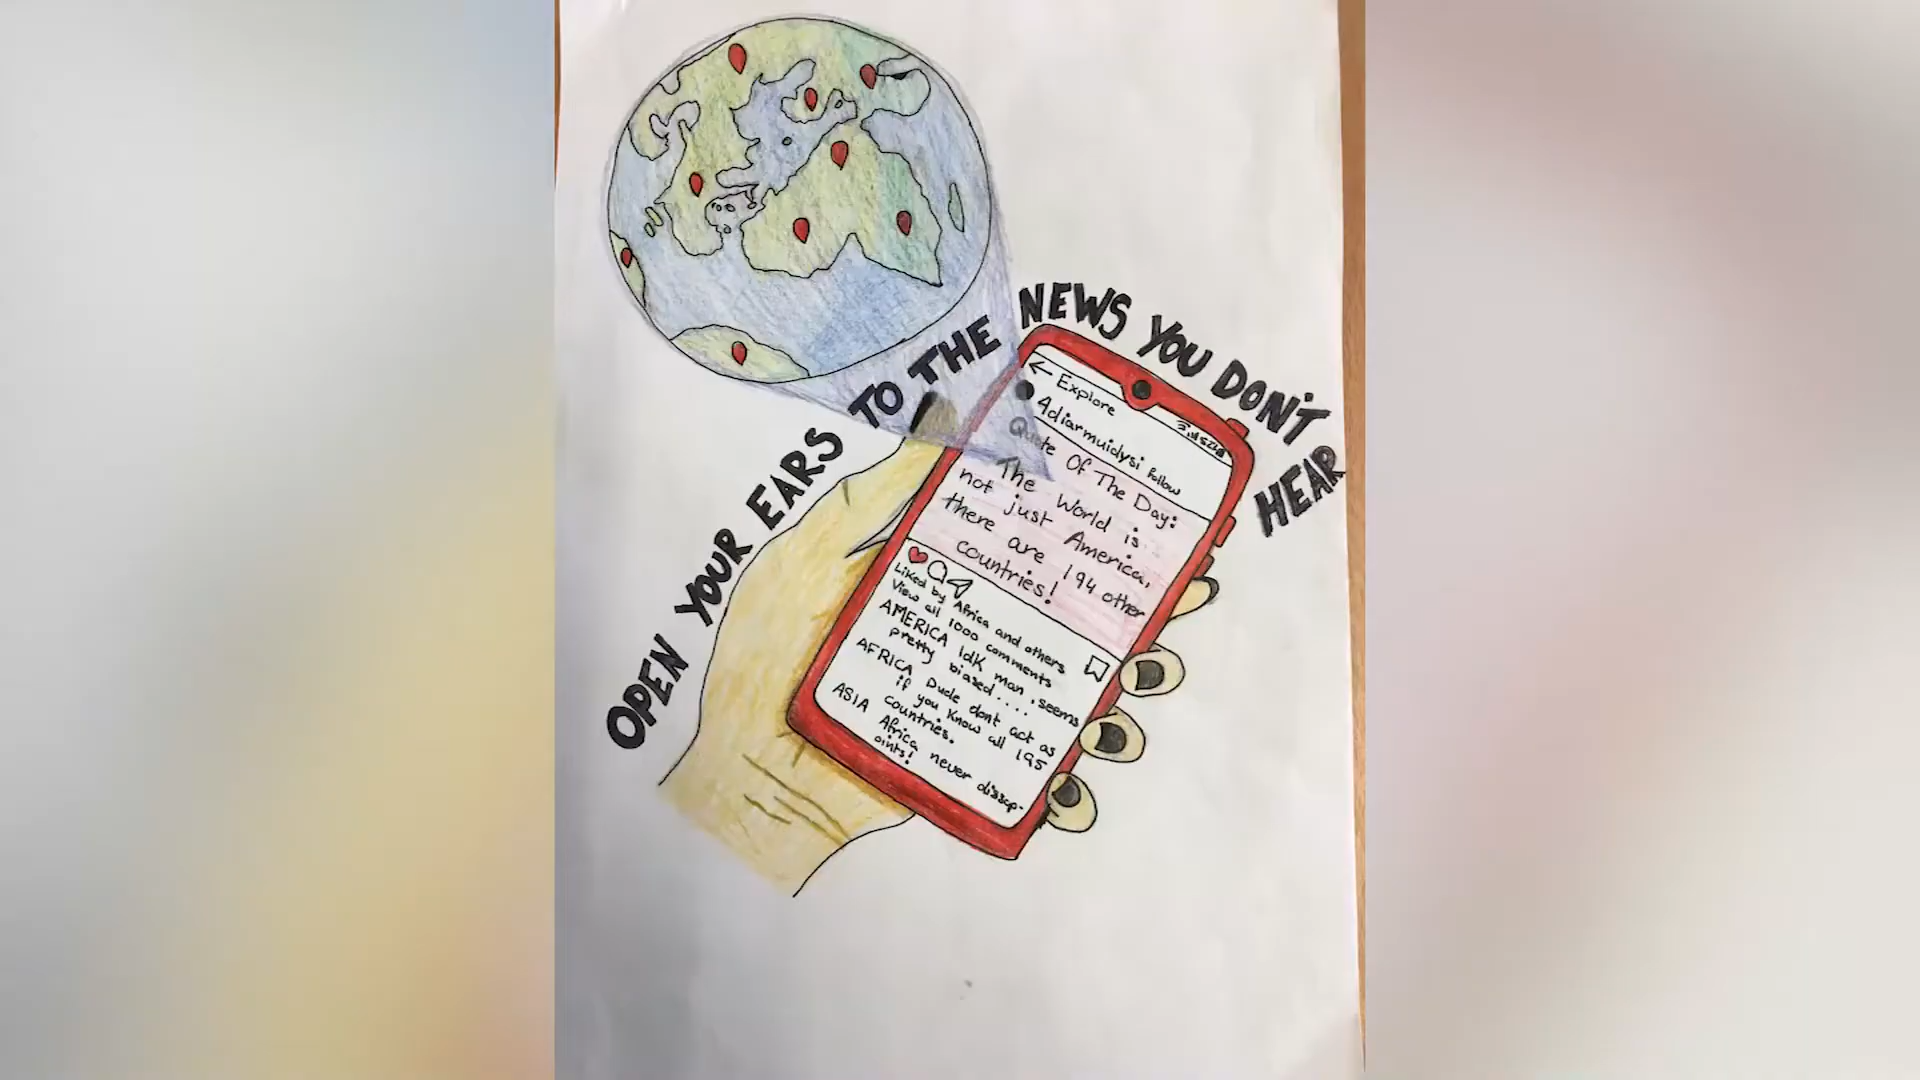 OPEN YOUR EARS TO THE NEWS YOU DON'T HEAR
← Explore
4diarmuidysi Follow
Quote Of The Day:
The World is
not just America,
there are 194 other
countries!
Liked by Africa and others
View all 1000 comments
AMERICA Idk man, seems
pretty biased....
AFRICA Dude dont act as
if you know all 195
countries.
ASIA Africa never dissap-
oints!